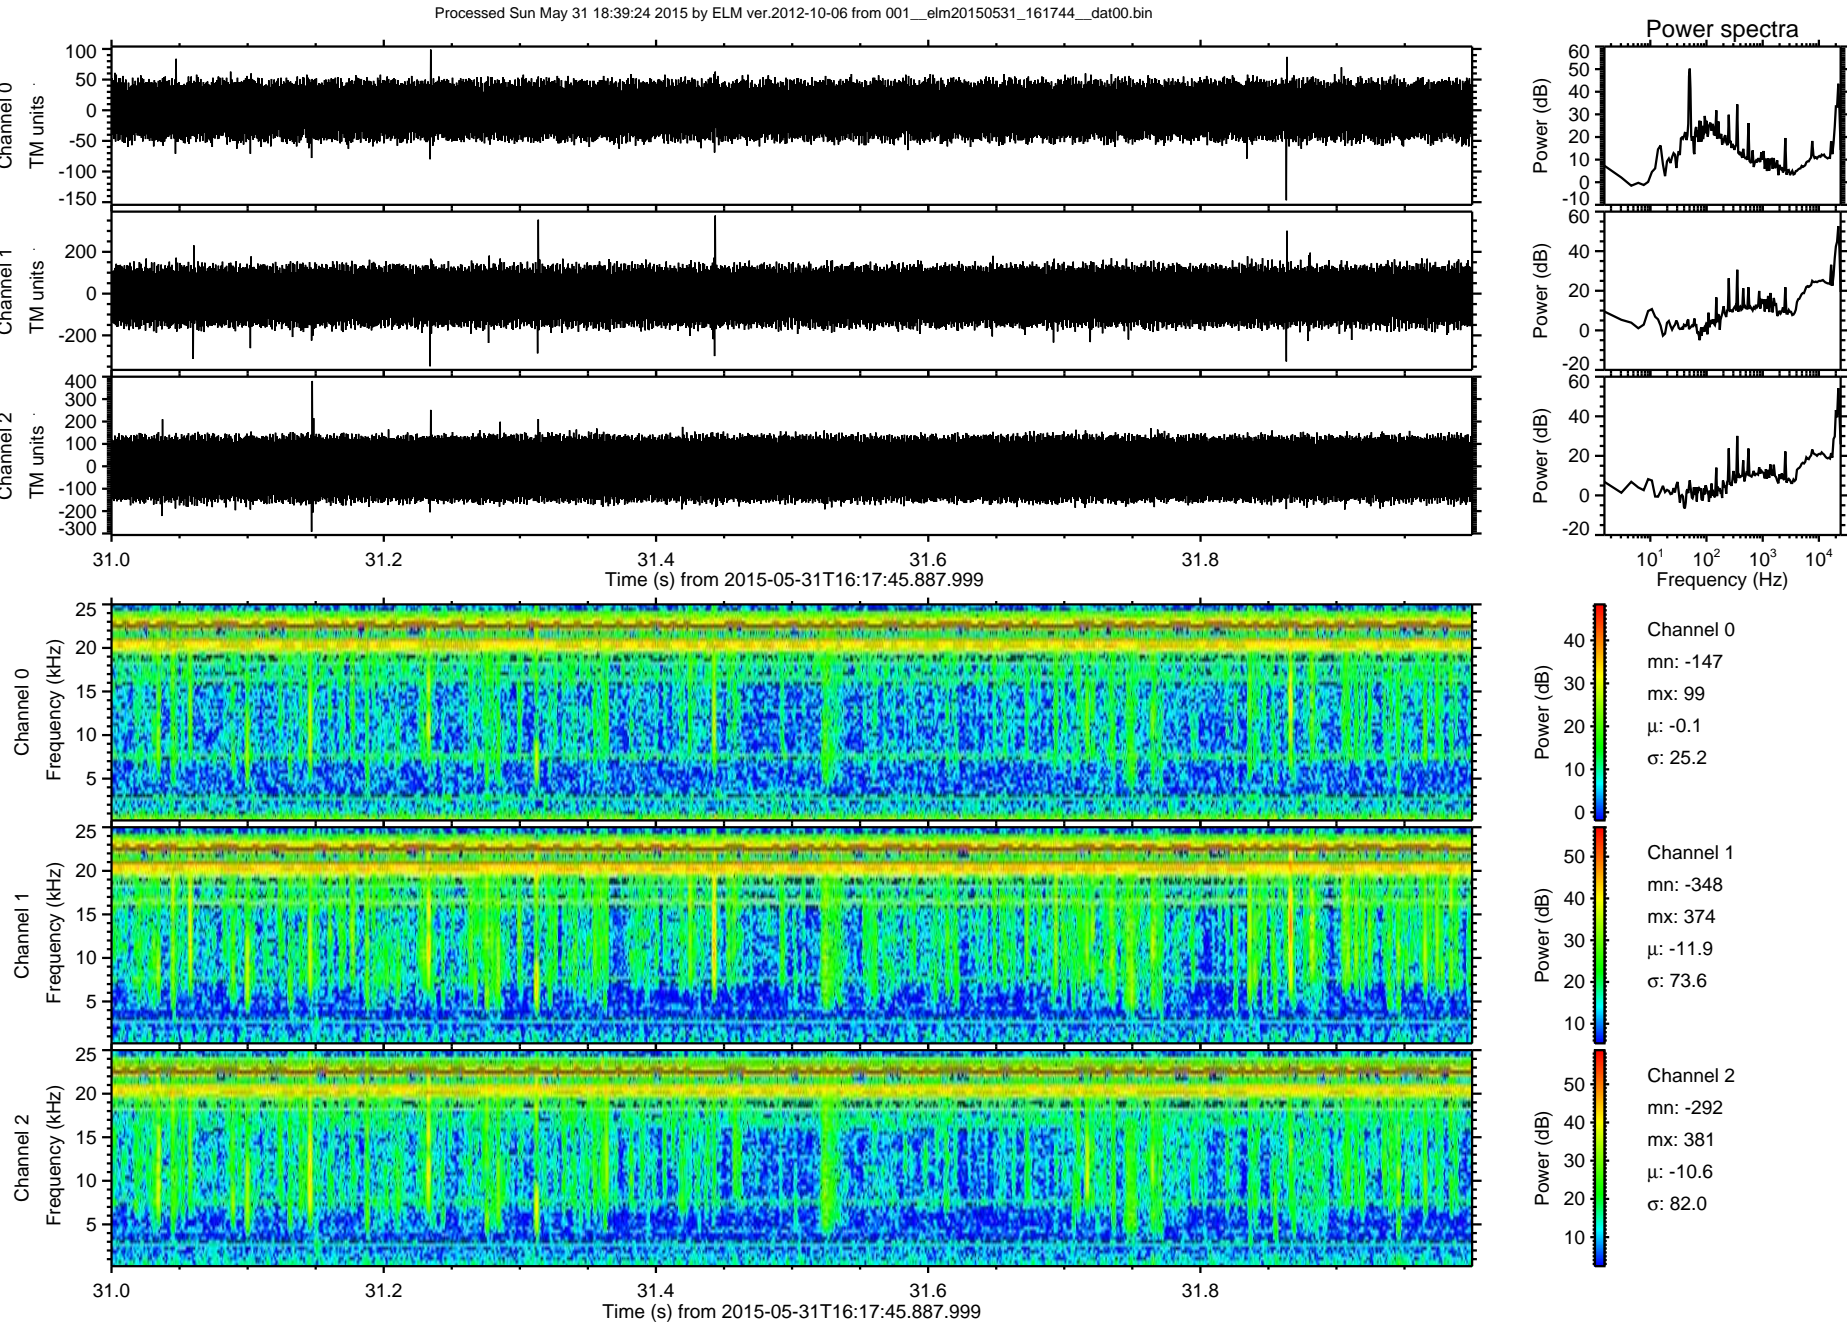 Processed Sun May 31 18:39:24 2015 by ELM ver.2012-10-06 from 001__elm20150531_161744__dat00.bin
Power spectra
Channel 0
TM units
100
50
0
-50
-100
-150
Power (dB)
60
50
40
30
20
10
0
-10
Channel 1
TM units
200
0
-200
Power (dB)
60
40
20
0
-20
Channel 2
TM units
400
300
200
100
0
-100
-200
-300
Power (dB)
60
40
20
0
-20
31.0 31.2 31.4 31.6 31.8
Time (s) from 2015-05-31T16:17:45.887.999
10¹ 10² 10³ 10⁴
Frequency (Hz)
Channel 0
Frequency (kHz)
25
20
15
10
5
Power (dB)
40
30
20
10
0
Channel 0
mn: -147
mx: 99
μ: -0.1
σ: 25.2
Channel 1
Frequency (kHz)
25
20
15
10
5
Power (dB)
50
40
30
20
10
Channel 1
mn: -348
mx: 374
μ: -11.9
σ: 73.6
Channel 2
Frequency (kHz)
25
20
15
10
5
Power (dB)
50
40
30
20
10
Channel 2
mn: -292
mx: 381
μ: -10.6
σ: 82.0
31.0 31.2 31.4 31.6 31.8
Time (s) from 2015-05-31T16:17:45.887.999